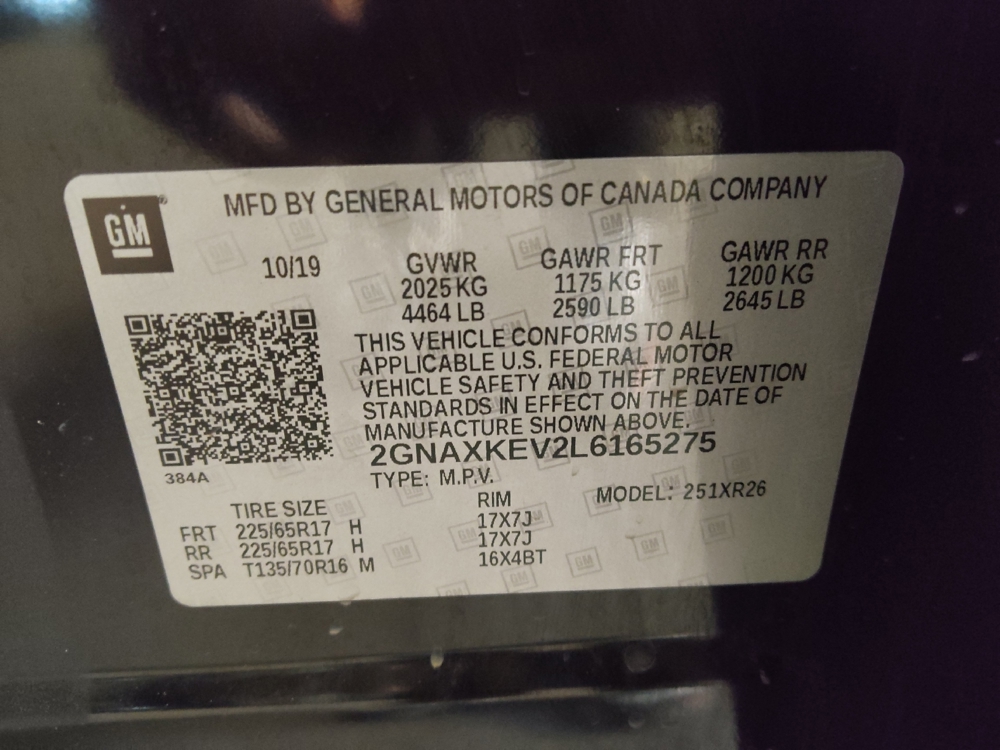 GM
MFD BY GENERAL MOTORS OF CANADA COMPANY
10/19
GVWR GAWR FRT GAWR RR
2025 KG 1175 KG 1200 KG
4464 LB 2590 LB 2645 LB
THIS VEHICLE CONFORMS TO ALL
APPLICABLE U.S. FEDERAL MOTOR
VEHICLE SAFETY AND THEFT PREVENTION
STANDARDS IN EFFECT ON THE DATE OF
MANUFACTURE SHOWN ABOVE.
2GNAXKEV2L6165275
384A
TYPE: M.P.V.
MODEL: 251XR26
TIRE SIZE RIM
FRT 225/65R17 H 17X7J
RR 225/65R17 H 17X7J
SPA T135/70R16 M 16X4BT